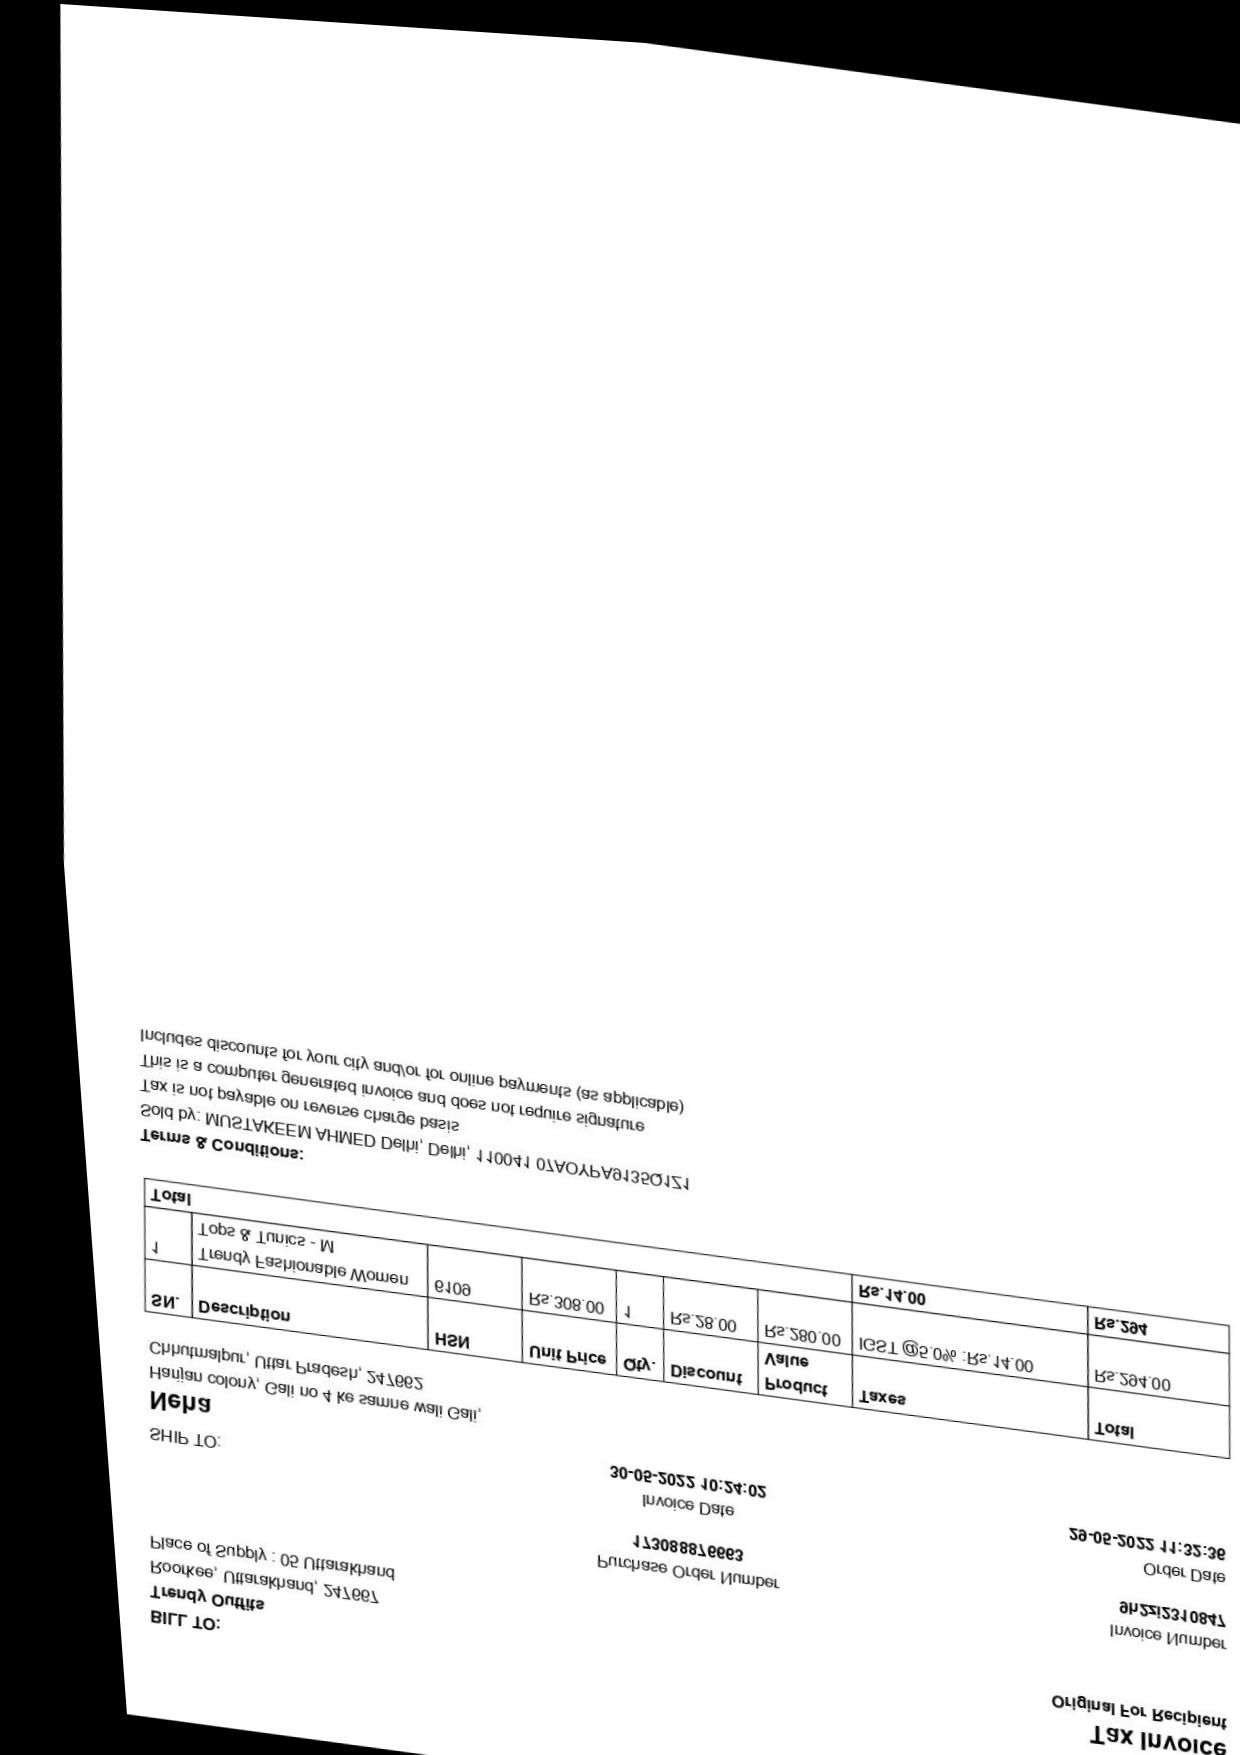 Tax Invoice
Original For Recipient
BILL TO:
Trendy Outfits
Roorkee, Uttarakhand, 247667
Place of Supply : 05 Uttarakhand
Invoice Number
9h2zi2310847
Order Date
29-05-2022 11:32:36
Purchase Order Number
173088876663
Invoice Date
30-05-2022 10:24:02
SHIP TO:
Neha
Harijan colony, Gali no 4 ke samne wali Gali,
Chhutmalpur, Uttar Pradesh, 247662
SN. Description HSN Unit Price Qty. Discount Product Value Taxes Total
1 Trendy Fashionable Women Tops & Tunics - M 6109 Rs.308.00 1 Rs.28.00 Rs.280.00 IGST @5.0% :Rs.14.00 Rs.294.00
Total Rs.14.00 Rs.294
Terms & Conditions:
Sold by: MUSTAKEEM AHMED Delhi, Delhi, 110041 07AOYPA9135Q1Z1
Tax is not payable on reverse charge basis
This is a computer generated invoice and does not require signature
Includes discounts for your city and/or for online payments (as applicable)